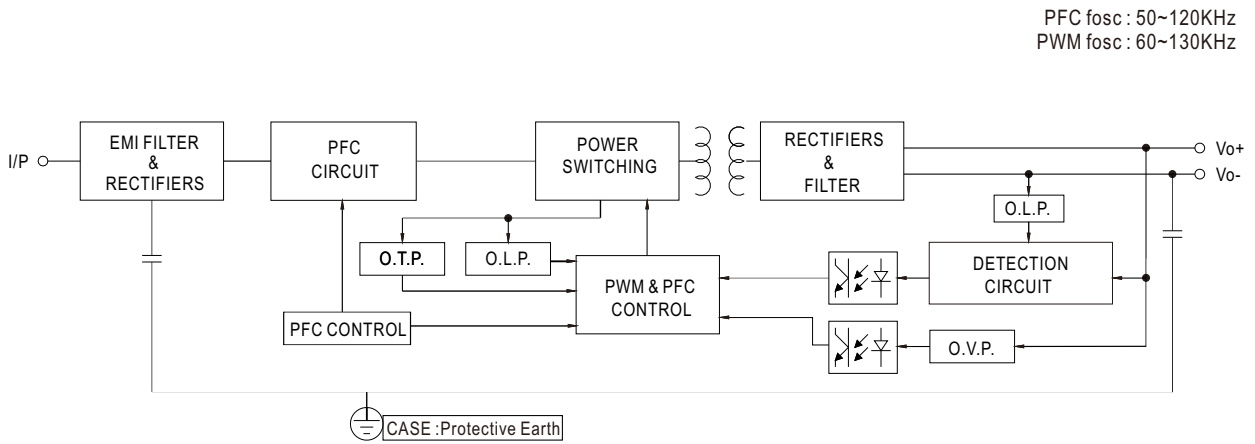 PFC fosc : 50~120KHz
PWM fosc : 60~130KHz
I/P
EMI FILTER
&
RECTIFIERS
PFC
CIRCUIT
POWER
SWITCHING
RECTIFIERS
&
FILTER
Vo+
Vo-
O.L.P.
O.T.P.
O.L.P.
PWM & PFC
CONTROL
DETECTION
CIRCUIT
PFC CONTROL
O.V.P.
CASE : Protective Earth